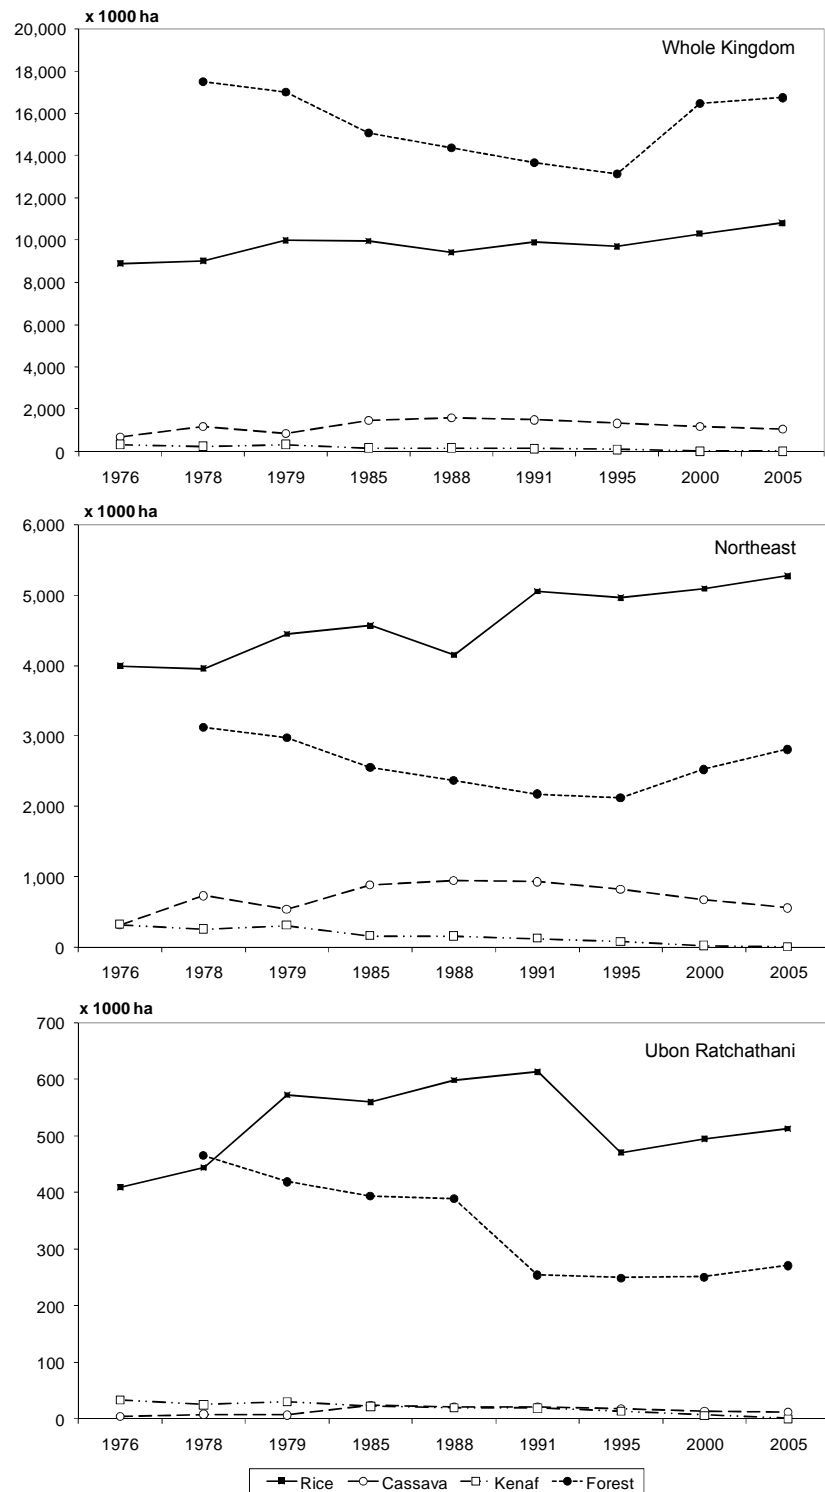 x 1000 ha
20,000
Whole Kingdom
18,000
16,000
14,000
12,000
10,000
8,000
6,000
4,000
2,000
0
1976 1978 1979 1985 1988 1991 1995 2000 2005
x 1000 ha
6,000
Northeast
5,000
4,000
3,000
2,000
1,000
0
1976 1978 1979 1985 1988 1991 1995 2000 2005
x 1000 ha
700
Ubon Ratchathani
600
500
400
300
200
100
0
1976 1978 1979 1985 1988 1991 1995 2000 2005
Rice Cassava Kenaf Forest